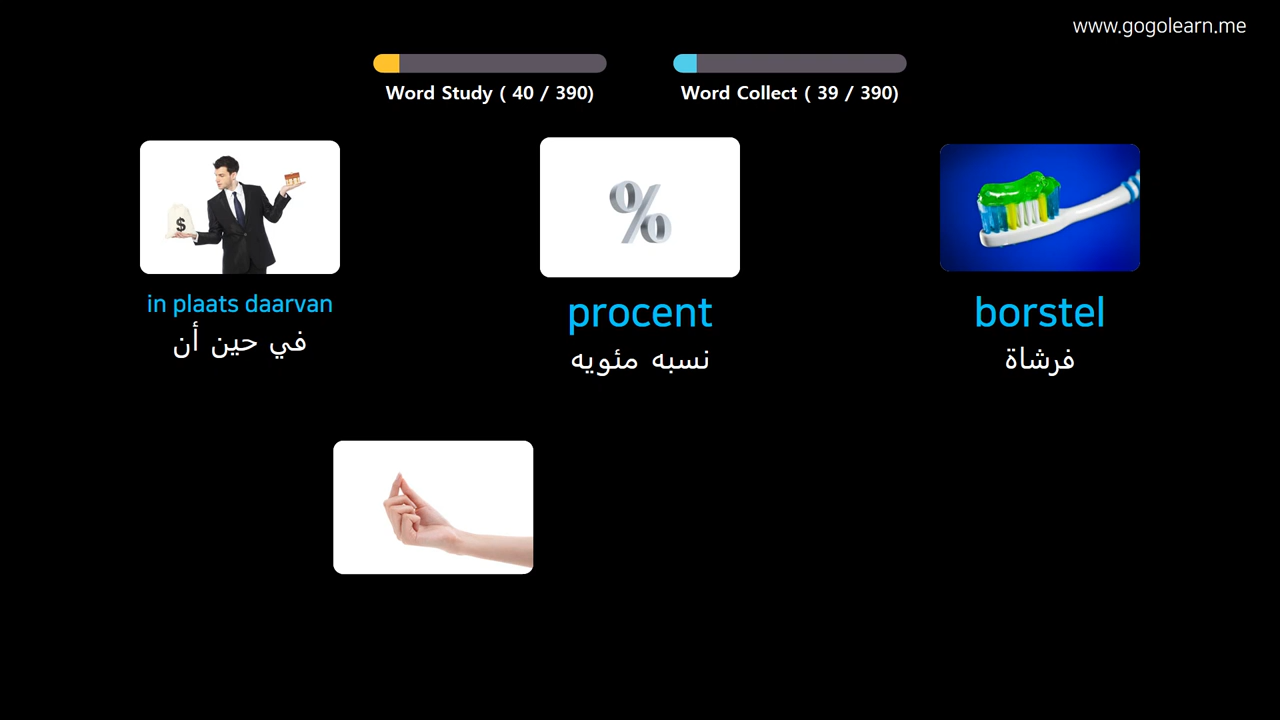 www.gogolearn.me
Word Study ( 40 / 390)
Word Collect ( 39 / 390)
$
%
in plaats daarvan
في حين أن
procent
نسبه مئويه
borstel
فرشاة